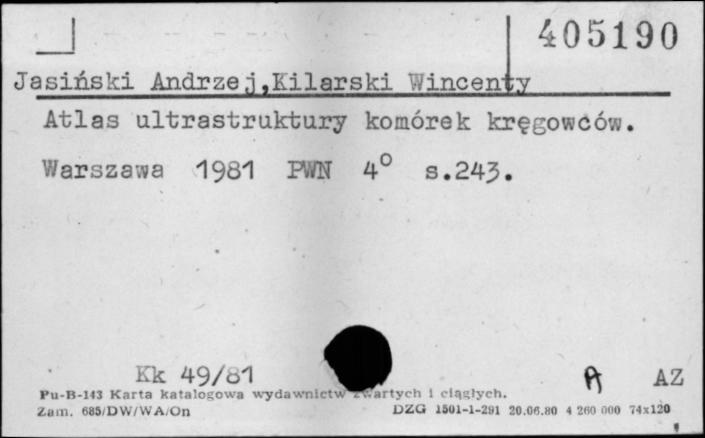 405190
Jasiński Andrzej,Kilarski Wincenty
Atlas ultrastruktury komórek kręgowców.
Warszawa 1981 PWN 4° s.243.
Kk 49/81 A AZ
Pu-B-143 Karta katalogowa wydawnictw zwartych i ciągłych.
Zam. 685/DW/WA/On DZG 1501-1-291 20.06.80 4 260 000 74x120